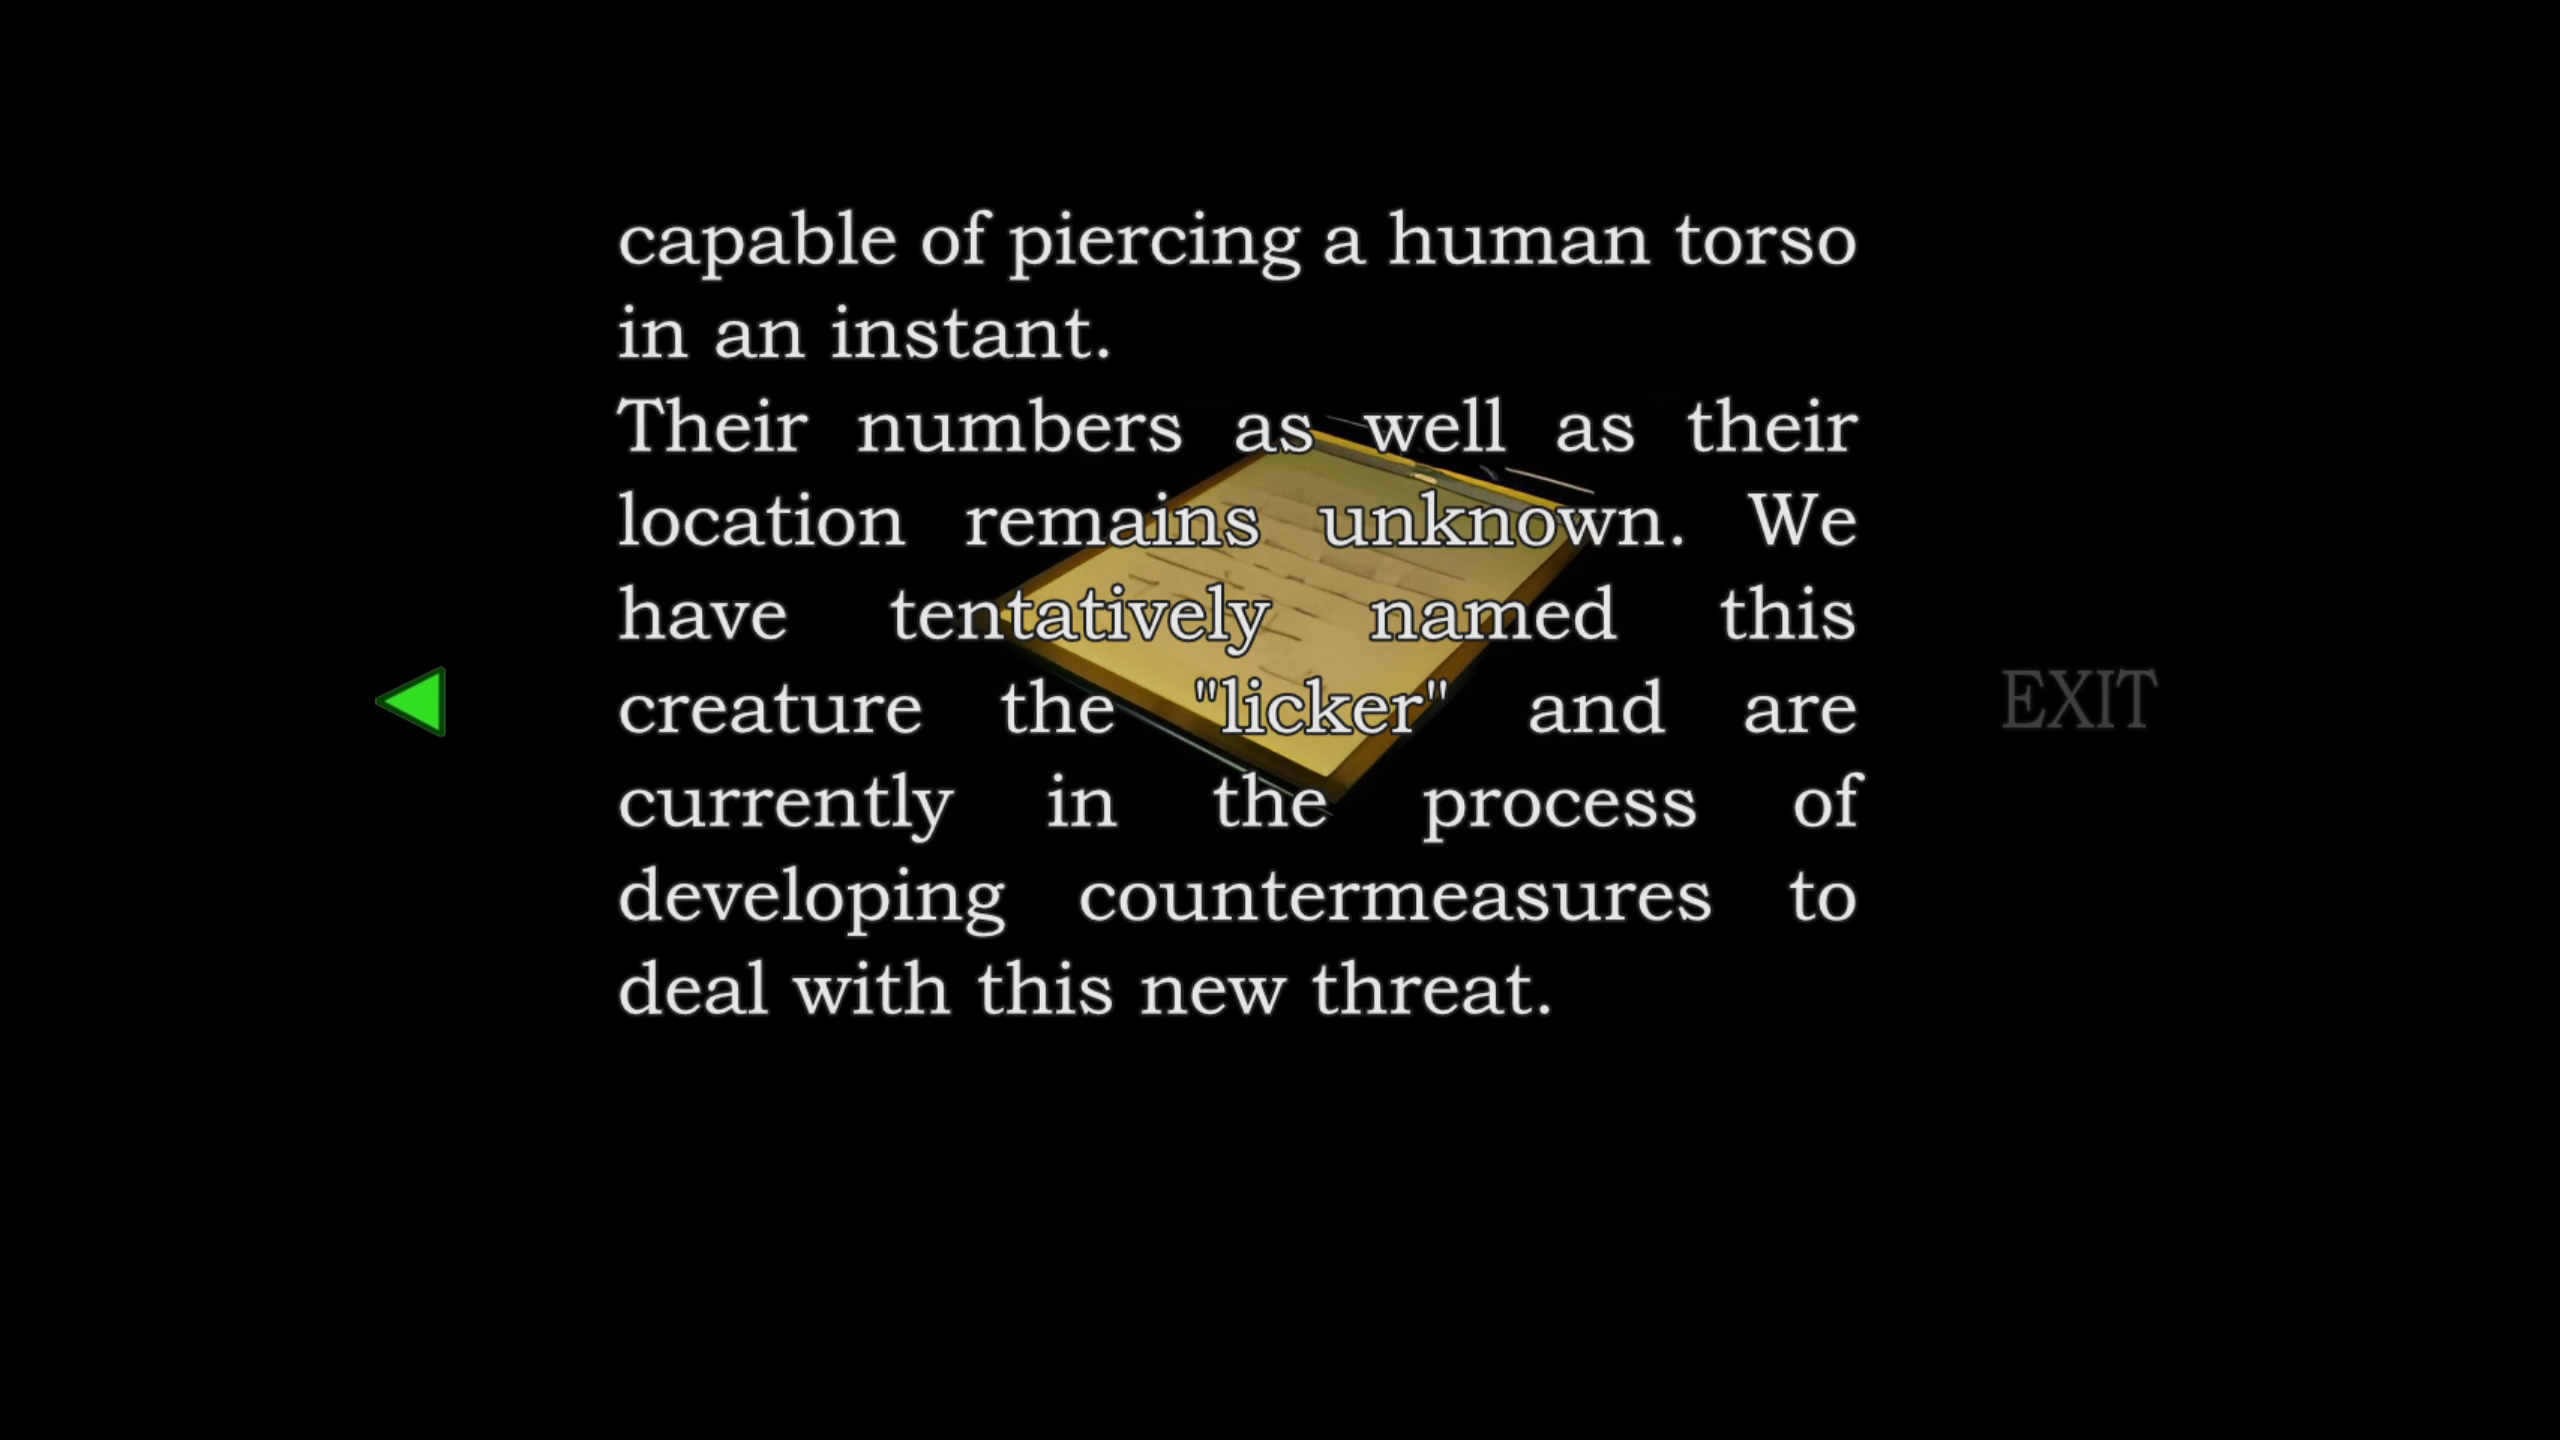 capable of piercing a human torso
in an instant.
Their numbers as well as their
location remains unknown. We
have tentatively named this
creature the "licker" and are
currently in the process of
developing countermeasures to
deal with this new threat.
EXIT